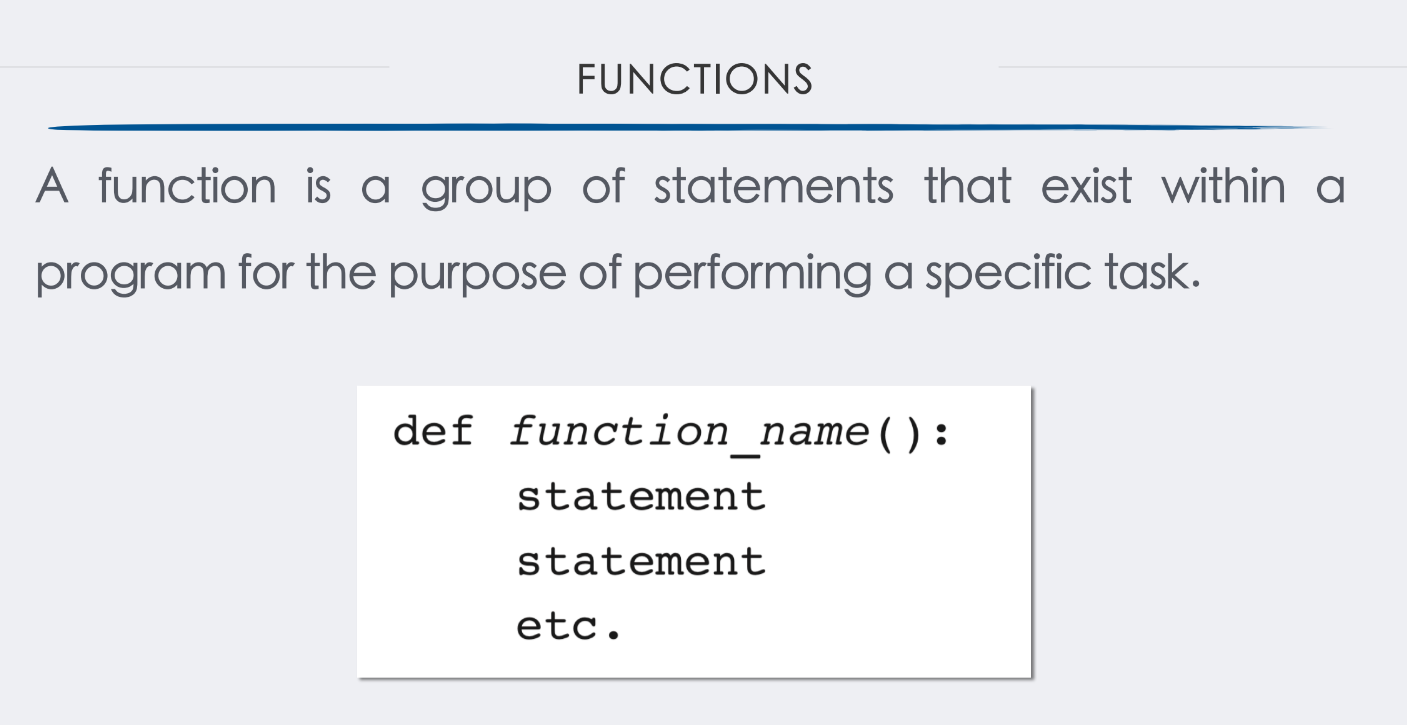 FUNCTIONS
A function is a group of statements that exist within a
program for the purpose of performing a specific task.
def function_name():
    statement
    statement
    etc.